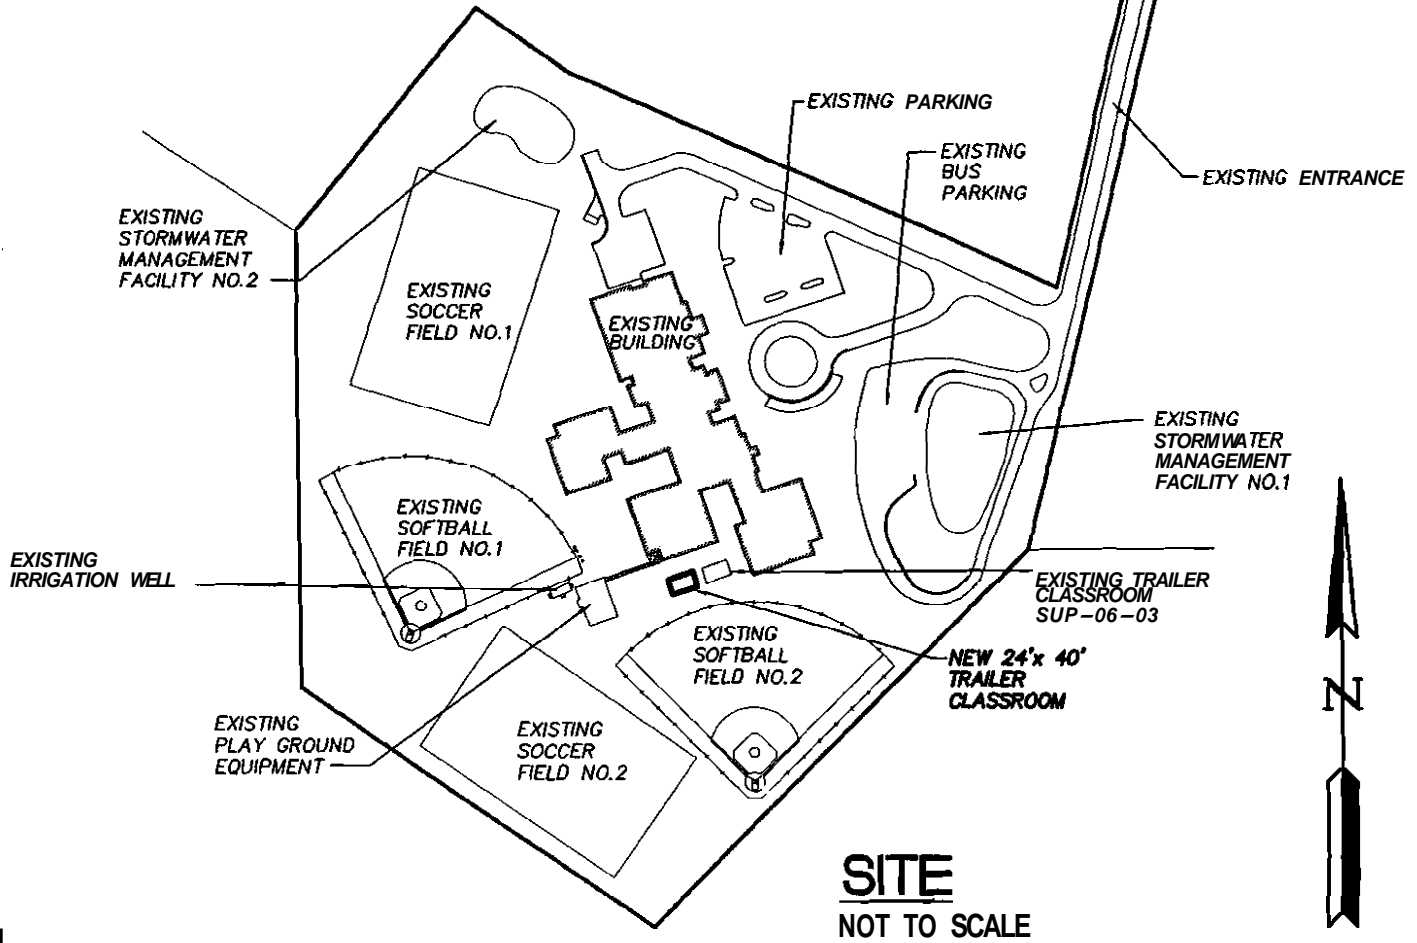 EXISTING PARKING
EXISTING
BUS
PARKING
EXISTING ENTRANCE
EXISTING
STORMWATER
MANAGEMENT
FACILITY NO.2
EXISTING
SOCCER
FIELD NO.1
EXISTING
BUILDING
EXISTING
STORMWATER
MANAGEMENT
FACILITY NO.1
EXISTING
SOFTBALL
FIELD NO.1
EXISTING
IRRIGATION WELL
EXISTING TRAILER
CLASSROOM
SUP-06-03
EXISTING
SOFTBALL
FIELD NO.2
NEW 24'x 40'
TRAILER
CLASSROOM
EXISTING
PLAY GROUND
EQUIPMENT
EXISTING
SOCCER
FIELD NO.2
N
SITE
NOT TO SCALE